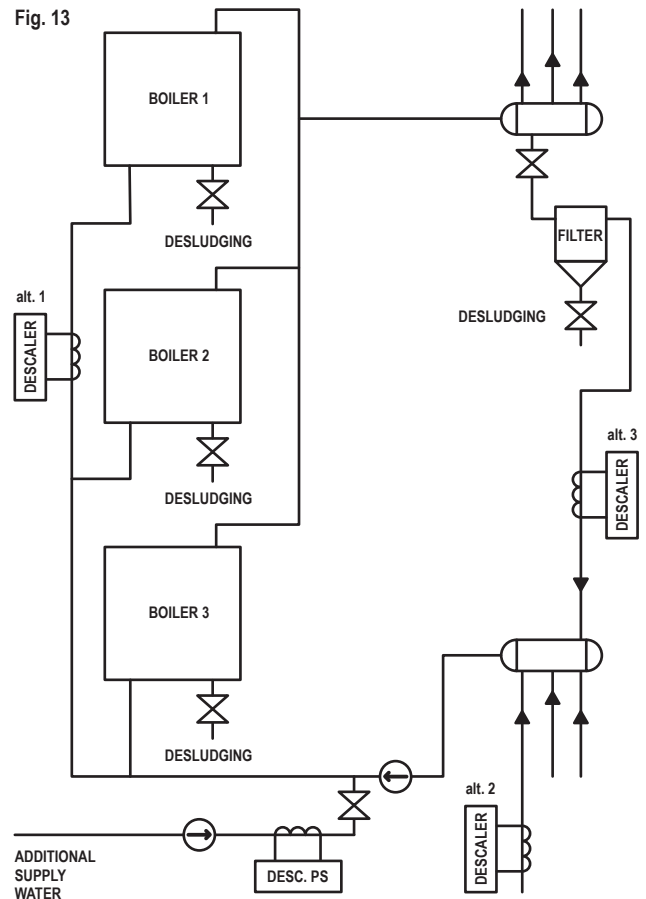 Fig. 13
BOILER 1
DESLUDGING
FILTER
DESLUDGING
alt. 1
DESCALER
BOILER 2
DESLUDGING
alt. 3
DESCALER
BOILER 3
DESLUDGING
alt. 2
DESCALER
ADDITIONAL
SUPPLY
WATER
DESC. PS